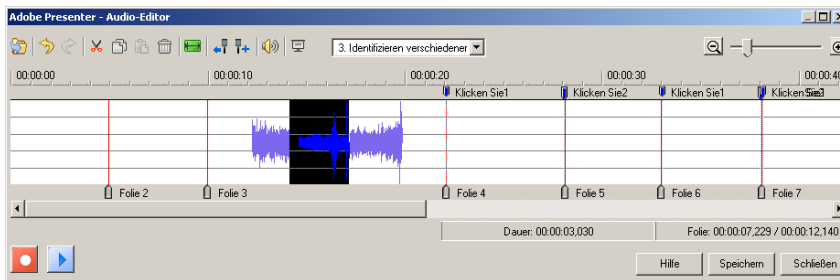 Adobe Presenter - Audio-Editor
3. Identifizieren verschiedener
00:00:00 00:00:10 00:00:20 00:00:30 00:00:40
Klicken Sie1 Klicken Sie2 Klicken Sie1 Klicken
Folie 2 Folie 3 Folie 4 Folie 5 Folie 6 Folie 7
Dauer: 00:00:03,030 Folie: 00:00:07,229 / 00:00:12,140
Hilfe Speichern Schließen